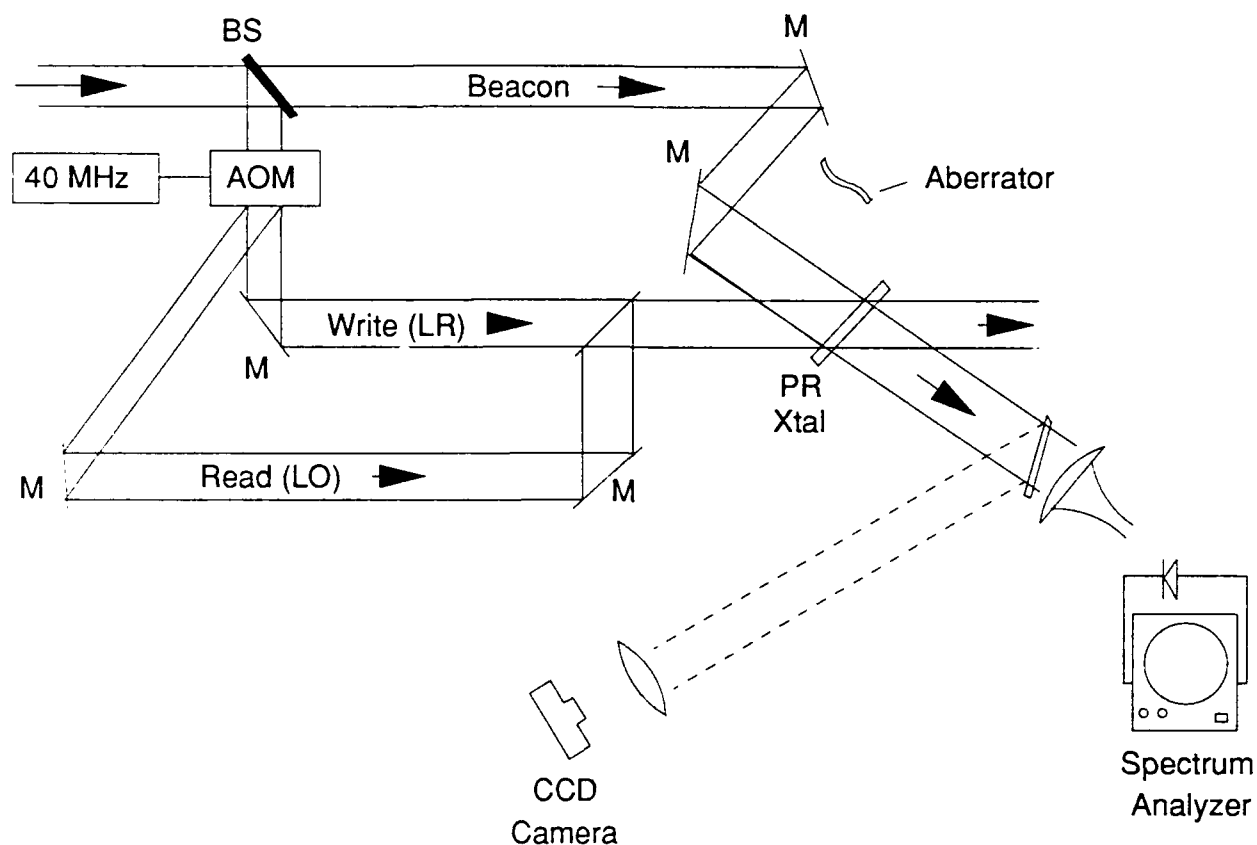 BS
M
Beacon
M
40 MHz
AOM
Aberrator
Write (LR)
M
PR
Xtal
Read (LO)
M
M
CCD
Camera
Spectrum
Analyzer